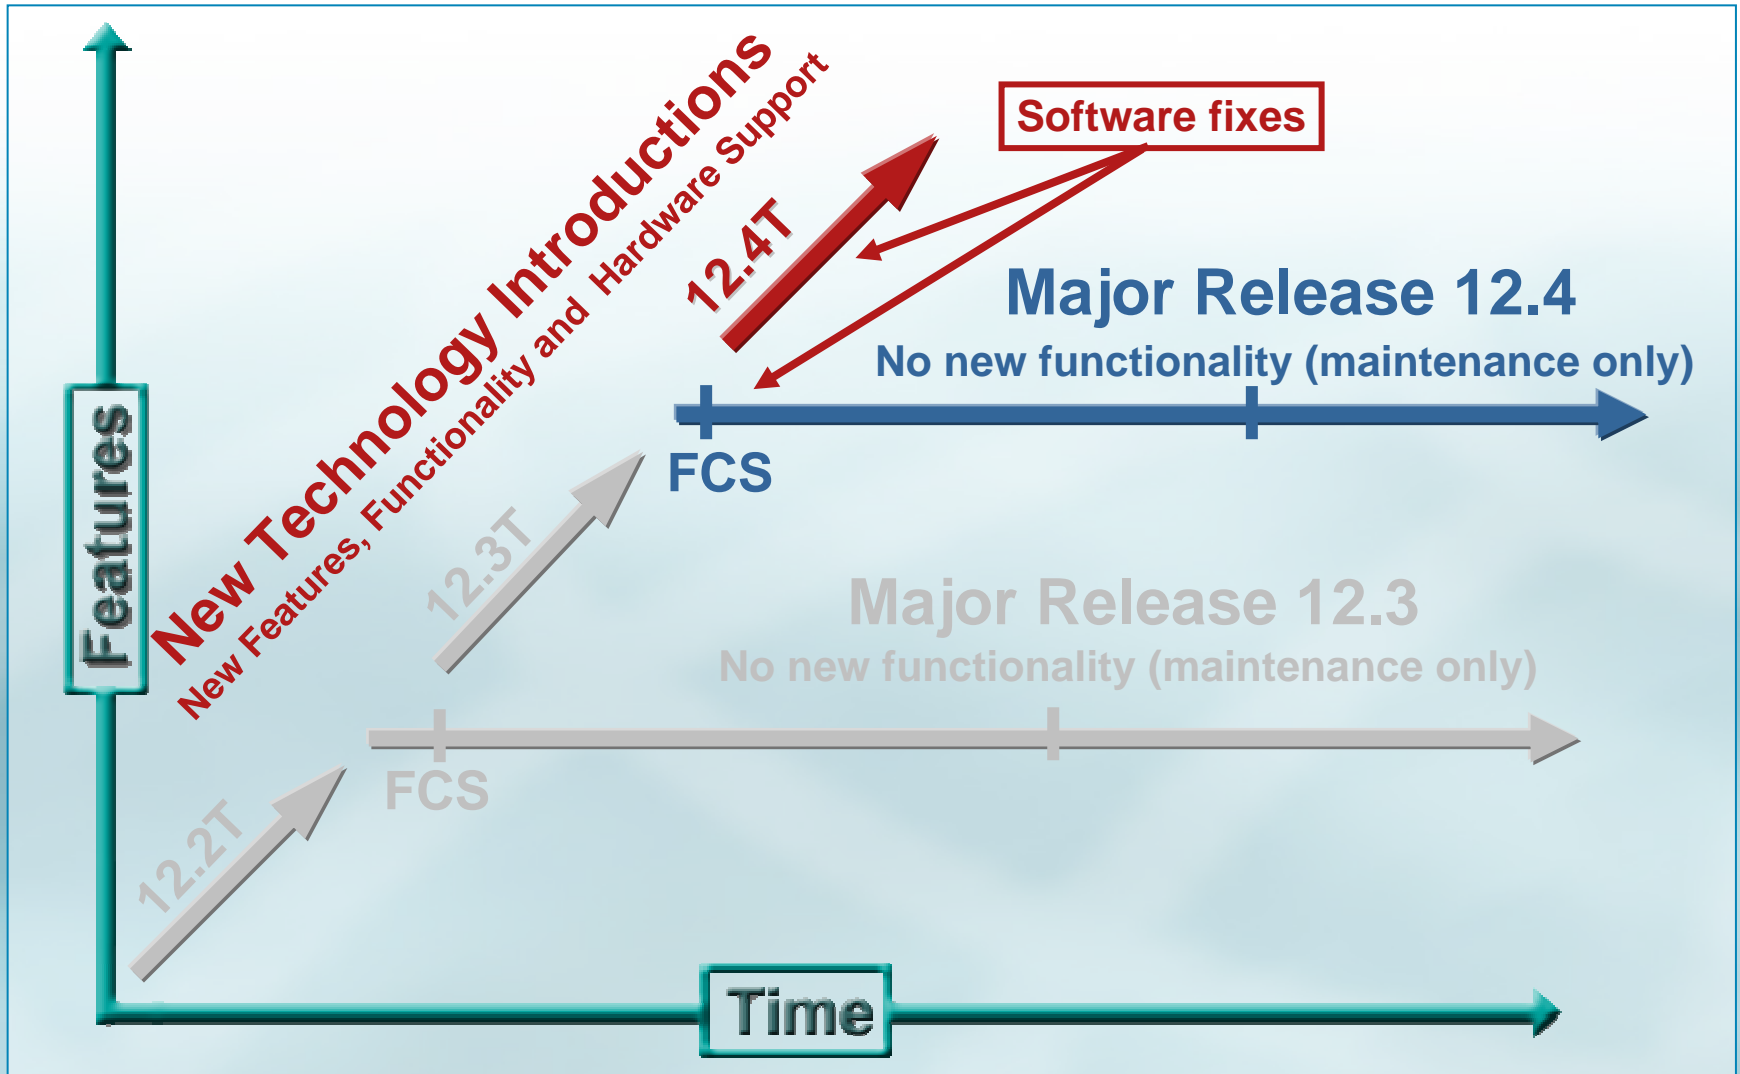 New Technology Introductions
New Features, Functionality and Hardware Support
Software fixes
12.4T
Major Release 12.4
No new functionality (maintenance only)
FCS
Features
12.3T
Major Release 12.3
No new functionality (maintenance only)
FCS
12.2T
Time